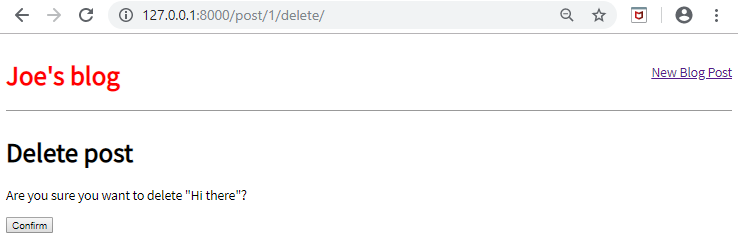 127.0.0.1:8000/post/1/delete/
Joe's blog
New Blog Post
Delete post
Are you sure you want to delete "Hi there"?
Confirm